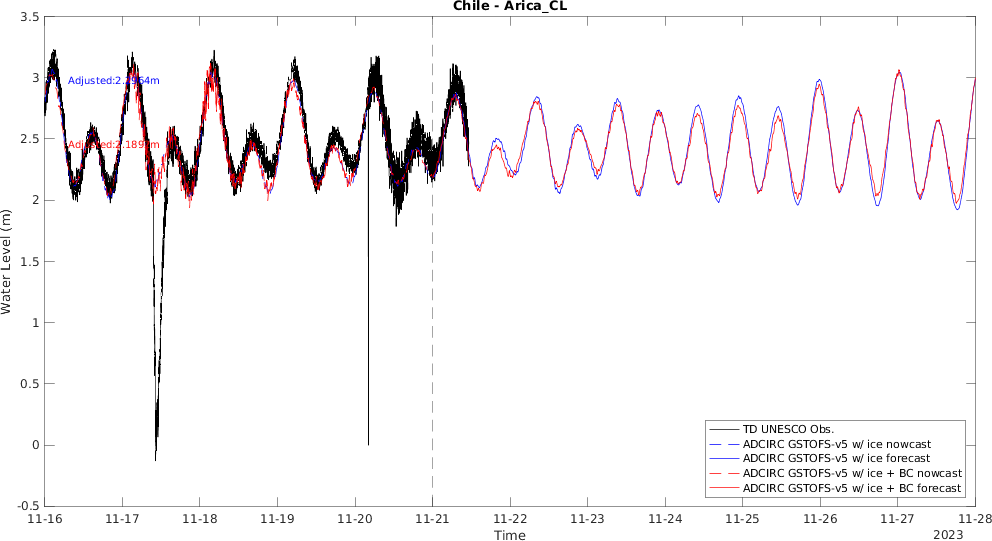 Chile - Arica_CL
3.5
3
2.5
2
1.5
1
0.5
0
-0.5
Water Level (m)
Adjusted:2.2964m
Adjusted:2.189
11-16
11-17
11-18
11-19
11-20
11-21
11-22
11-23
11-24
11-25
11-26
11-27
11-28
Time
2023
TD UNESCO Obs.
ADCIRC GSTOFS-v5 w/ ice nowcast
ADCIRC GSTOFS-v5 w/ ice forecast
ADCIRC GSTOFS-v5 w/ ice + BC nowcast
ADCIRC GSTOFS-v5 w/ ice + BC forecast